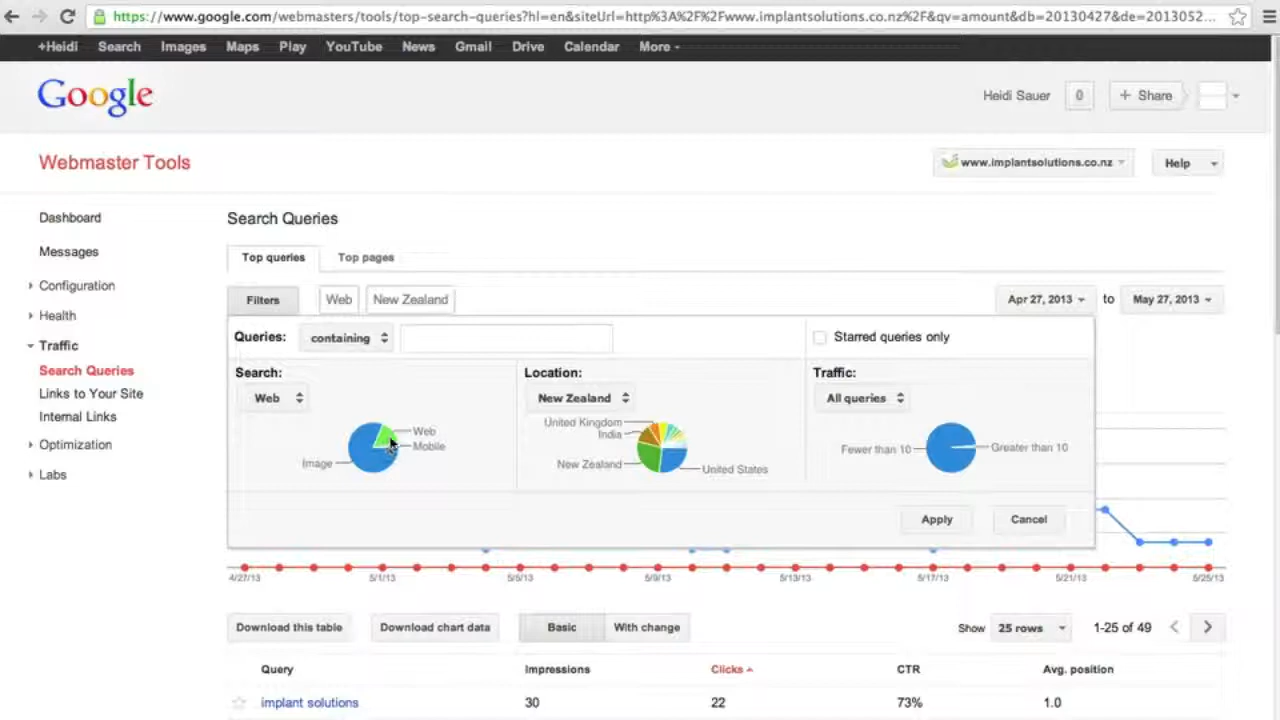 https://www.google.com/webmasters/tools/top-search-queries?hl=en&siteUrl=http%3A%2F%2Fwww.implantsolutions.co.nz%2F&qv=amount&db=20130427&de=2013052...
+Heidi Search Images Maps Play YouTube News Gmail Drive Calendar More
Google
Heidi Sauer 0 + Share
Webmaster Tools
www.implantsolutions.co.nz Help
Dashboard
Messages
Configuration
Health
Traffic
Search Queries
Links to Your Site
Internal Links
Optimization
Labs
Search Queries
Top queries Top pages
Filters Web New Zealand Apr 27, 2013 to May 27, 2013
Queries: containing Starred queries only
Search: Location: Traffic:
Web New Zealand All queries
Web
Mobile
Image
United Kingdom
India
New Zealand
United States
Fewer than 10 Greater than 10
Apply Cancel
4/27/13 5/1/13 5/5/13 5/9/13 5/13/13 5/17/13 5/21/13 5/25/13
Download this table Download chart data Basic With change Show 25 rows 1-25 of 49
Query Impressions Clicks CTR Avg. position
implant solutions 30 22 73% 1.0